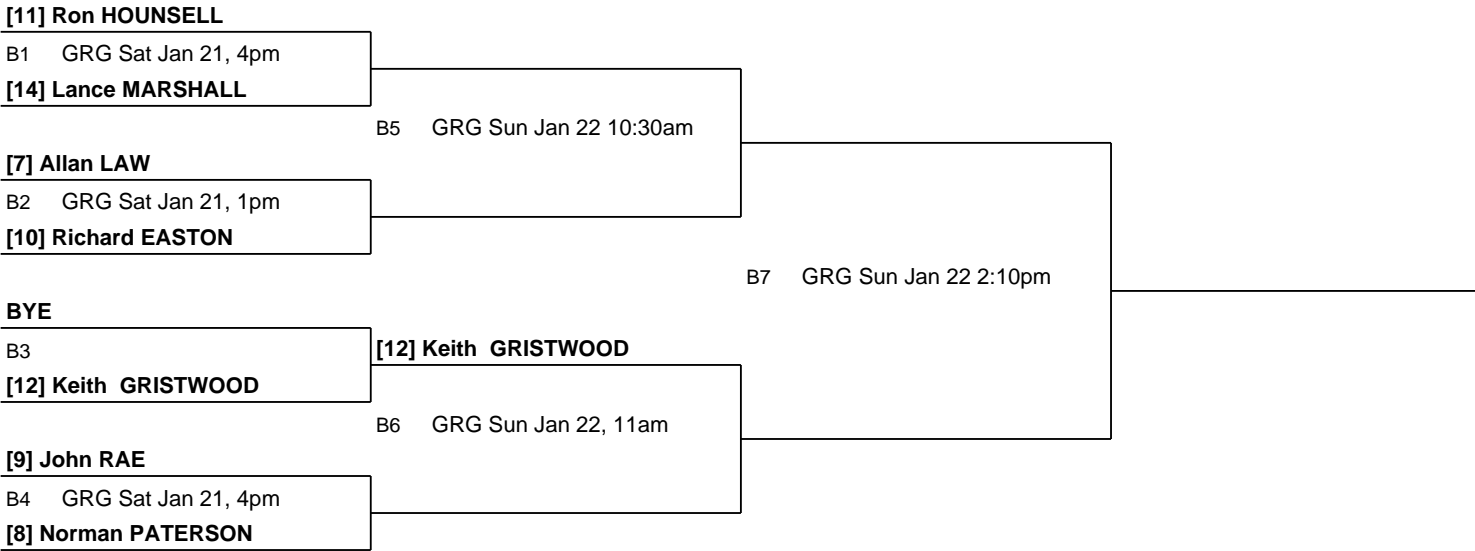 [11] Ron HOUNSELL
B1 GRG Sat Jan 21, 4pm
[14] Lance MARSHALL
B5 GRG Sun Jan 22 10:30am
[7] Allan LAW
B2 GRG Sat Jan 21, 1pm
[10] Richard EASTON
B7 GRG Sun Jan 22 2:10pm
BYE
B3
[12] Keith GRISTWOOD
[12] Keith GRISTWOOD
B6 GRG Sun Jan 22, 11am
[9] John RAE
B4 GRG Sat Jan 21, 4pm
[8] Norman PATERSON